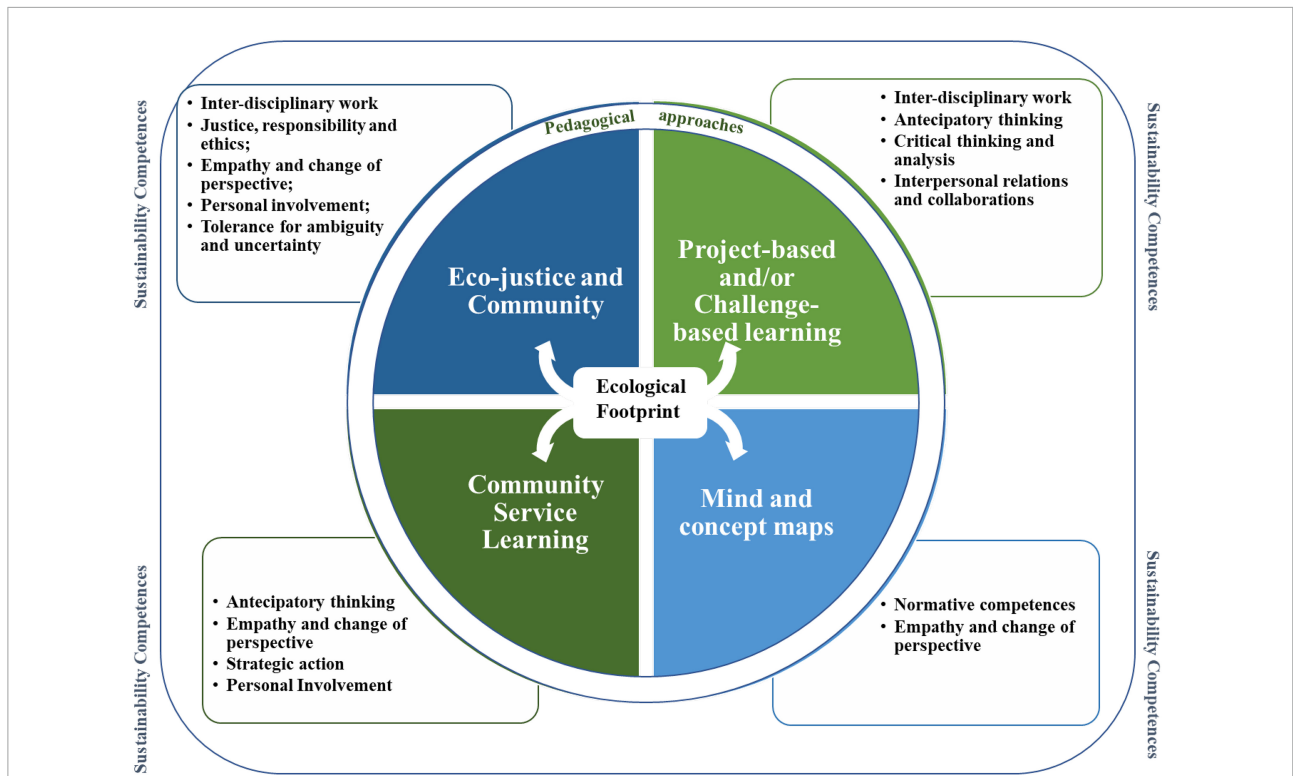 Sustainability Competences
• Inter-disciplinary work
• Justice, responsibility and
ethics;
• Empathy and change of
perspective;
• Personal involvement;
• Tolerance for ambiguity
and uncertainty
Pedagogical approaches
• Inter-disciplinary work
• Antecipatory thinking
• Critical thinking and
analysis
• Interpersonal relations
and collaborations
Sustainability Competences
Eco-justice and
Community
Project-based
and/or
Challenge-
based learning
Ecological
Footprint
Community
Service
Learning
Mind and
concept maps
Sustainability Competences
• Antecipatory thinking
• Empathy and change of
perspective
• Strategic action
• Personal Involvement
• Normative competences
• Empathy and change of
perspective
Sustainability Competences